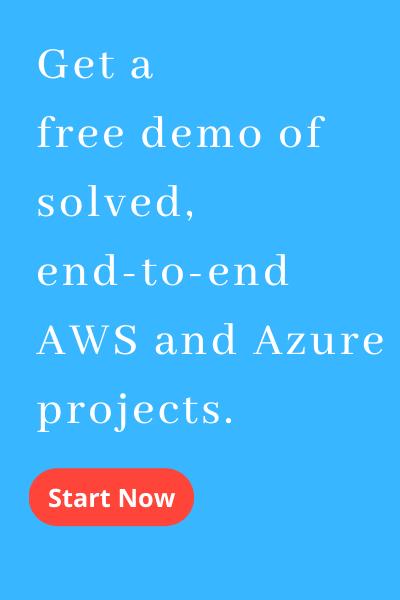 Get a
free demo of
solved,
end-to-end
AWS and Azure
projects.
Start Now